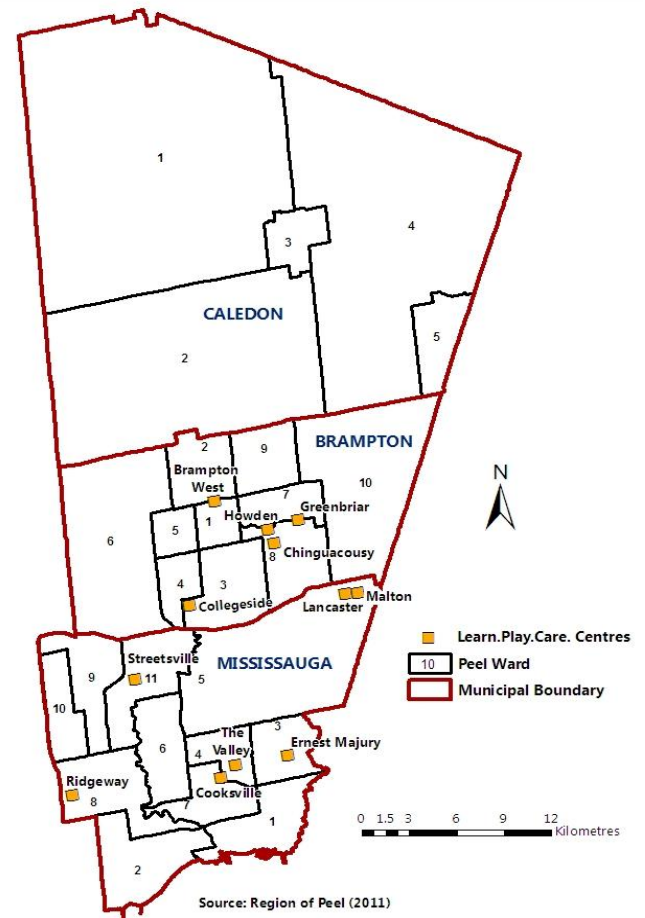 1
4
3
CALEDON
5
2
BRAMPTON
2
9
Brampton
West
10
7
Howden
Greenbriar
6
5
1
Chinguacousy
8
4
3
Collegeside
Lancaster
Malton
N
Learn.Play.Care. Centres
10 Peel Ward
Municipal Boundary
Streetsville
MISSISSAUGA
9
11
5
10
The
Valley
3
Ernest Majury
6
4
Ridgeway
8
Cooksville
7
1
2
0 1.5 3 6 9 12
Kilometres
Source: Region of Peel (2011)